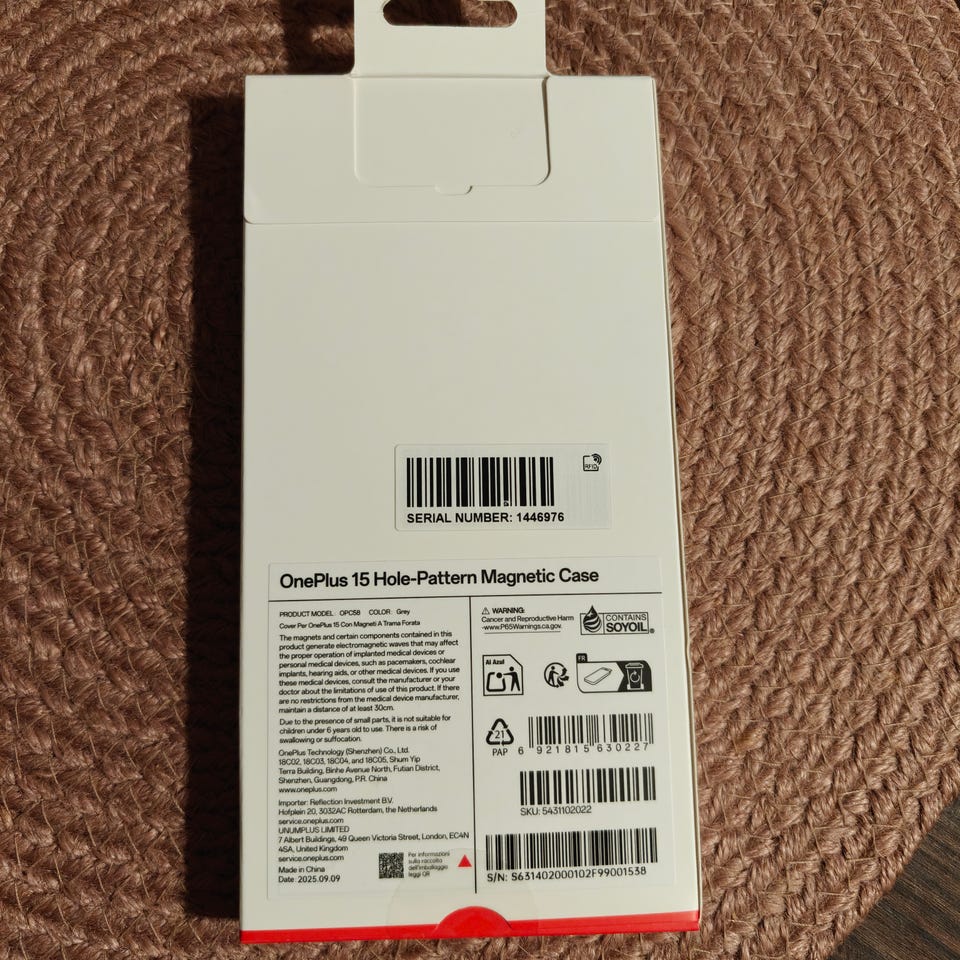 RFID
SERIAL NUMBER: 1446976
OnePlus 15 Hole-Pattern Magnetic Case
PRODUCT MODEL: OPC58 COLOR: Grey
Cover Per OnePlus 15 Con Magneti A Trama Forata
The magnets and certain components contained in this
product generate electromagnetic waves that may affect
the proper operation of implanted medical devices or
personal medical devices, such as pacemakers, cochlear
implants, hearing aids, or other medical devices. If you use
these medical devices, consult the manufacturer or your
doctor about the limitations of use of this product. If there
are no restrictions from the medical device manufacturer,
maintain a distance of at least 30cm.
Due to the presence of small parts, it is not suitable for
children under 6 years old to use. There is a risk of
swallowing or suffocation.
OnePlus Technology (Shenzhen) Co., Ltd.
18C02, 18C03, 18C04, and 18C05, Shum Yip
Terra Building, Binhe Avenue North, Futian District,
Shenzhen, Guangdong, P.R. China
www.oneplus.com
Importer: Reflection Investment B.V.
Hofplein 20, 3032AC Rotterdam, the Netherlands
service.oneplus.com
UNUMPLUS LIMITED
7 Albert Buildings, 49 Queen Victoria Street, London, EC4N
4SA, United Kingdom
service.oneplus.com
Made in China
Date: 2025.09.09
Per informazioni
sulla raccolta
dell'imballaggio
leggi QR
WARNING:
Cancer and Reproductive Harm
-www.P65Warnings.ca.gov.
CONTAINS
SOYOIL®
Al Azul
FR
21
PAP
6 921815 630227
SKU: 5431102022
S/N: S631402000102F99001538